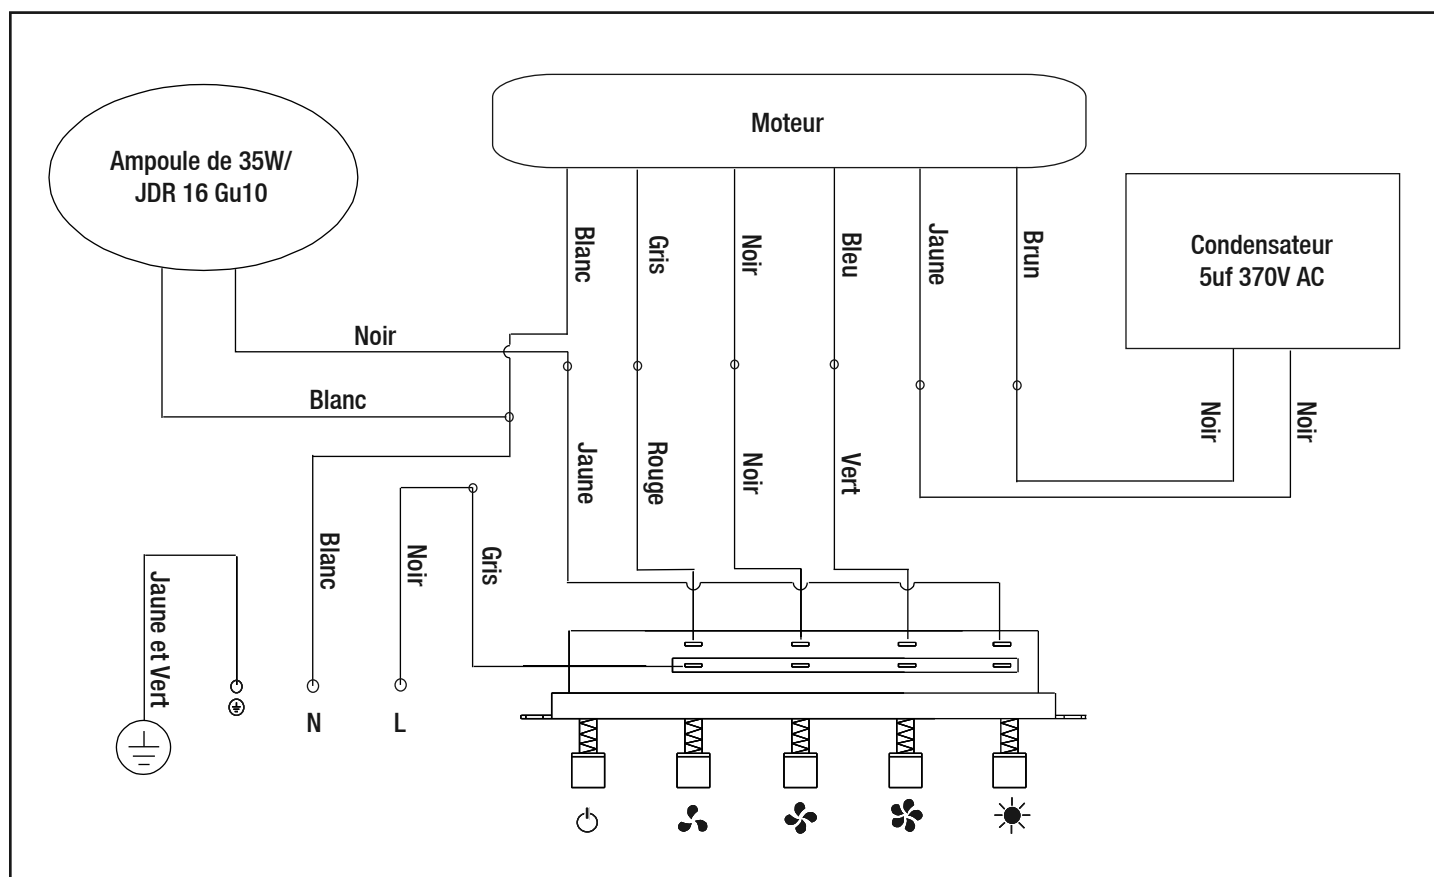 Moteur
Ampoule de 35W/
JDR 16 Gu10
Condensateur
5uf 370V AC
Blanc
Gris
Noir
Bleu
Jaune
Brun
Noir
Blanc
Noir
Noir
Jaune
Rouge
Noir
Vert
Blanc
Noir
Gris
Jaune et Vert
N
L